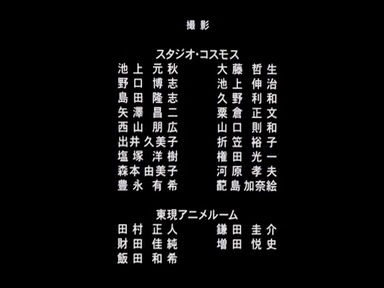 撮影
スタジオ・コスモス
池上元秋 大藤哲生
野口博志 池上伸治
島田隆志 久野利和
矢澤昌二 粟倉正文
西山朋広 山口則和
出井久美子 折笠裕子
塩塚洋樹 権田光一
森本由美子 河原孝夫
豊永有希 蓜島加奈絵
東現アニメルーム
田村正人 鎌田圭介
財田佳純 増田悦史
飯田和希